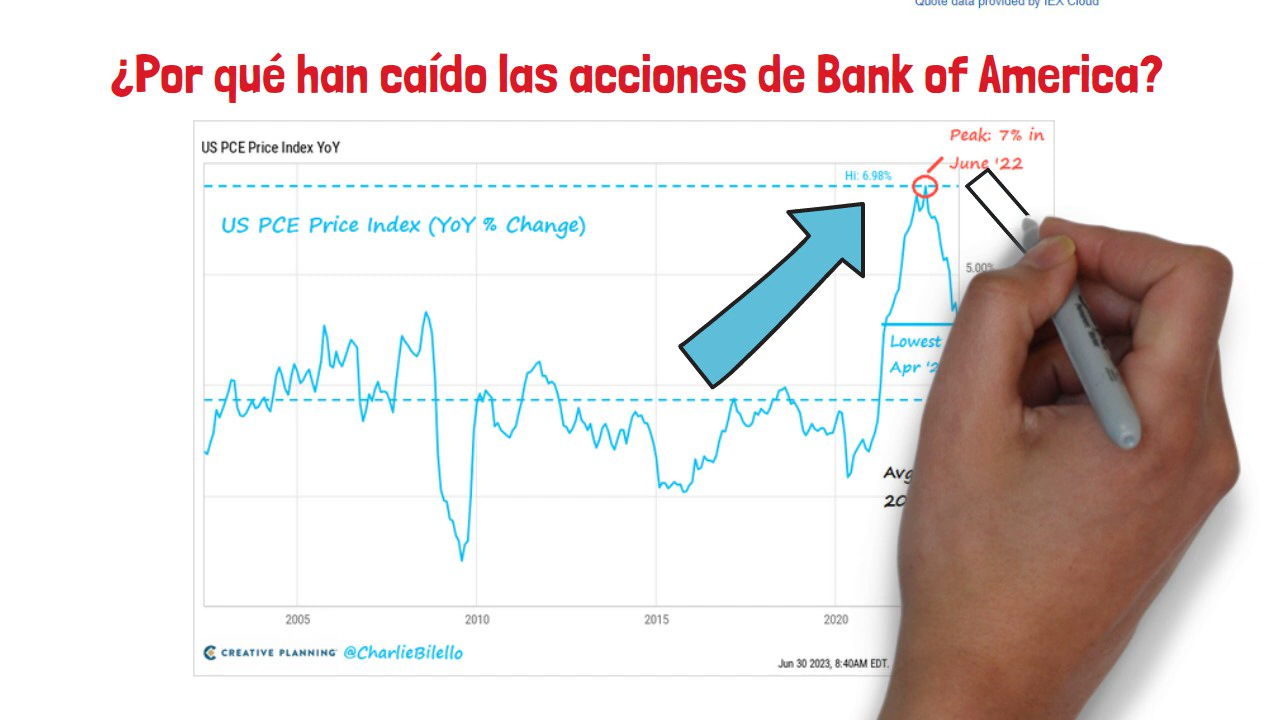 Quote data provided by IEX Cloud
¿Por qué han caído las acciones de Bank of America?
US PCE Price Index YoY
Peak: 7% in
June '22
Hi: 6.98%
US PCE Price Index (YoY % Change)
5.00%
Lowest
Apr '2
Avg
20
2005 2010 2015 2020
CREATIVE PLANNING @CharlieBilello
Jun 30 2023, 8:40AM EDT.